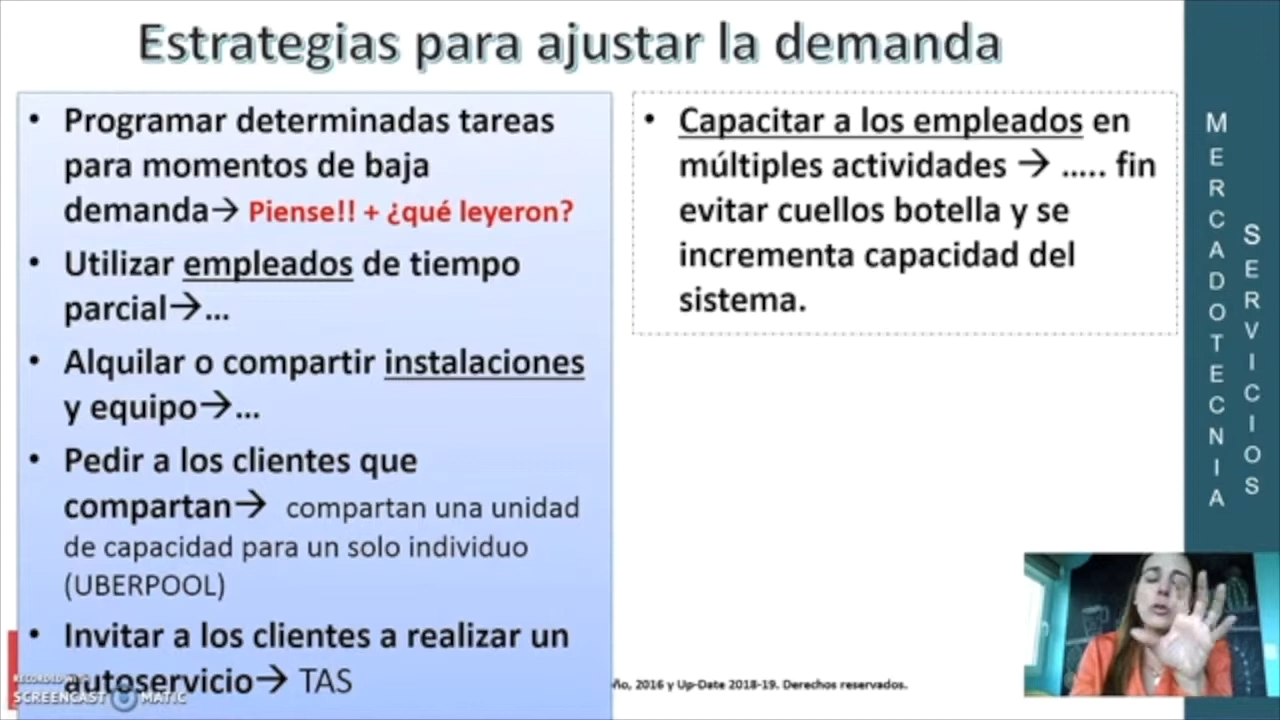 Estrategias para ajustar la demanda
• Programar determinadas tareas
para momentos de baja
demanda→ Piense!! + ¿qué leyeron?
• Utilizar empleados de tiempo
parcial→...
• Alquilar o compartir instalaciones
y equipo→...
• Pedir a los clientes que
compartan→ compartan una unidad
de capacidad para un solo individuo
(UBERPOOL)
• Invitar a los clientes a realizar un
autoservicio→ TAS
• Capacitar a los empleados en
múltiples actividades → ..... fin
evitar cuellos botella y se
incrementa capacidad del
sistema.
MERCADOTECNIA
SERVICIOS
2016 y Up-Date 2018-19. Derechos reservados.
SCREENCAST MATIC